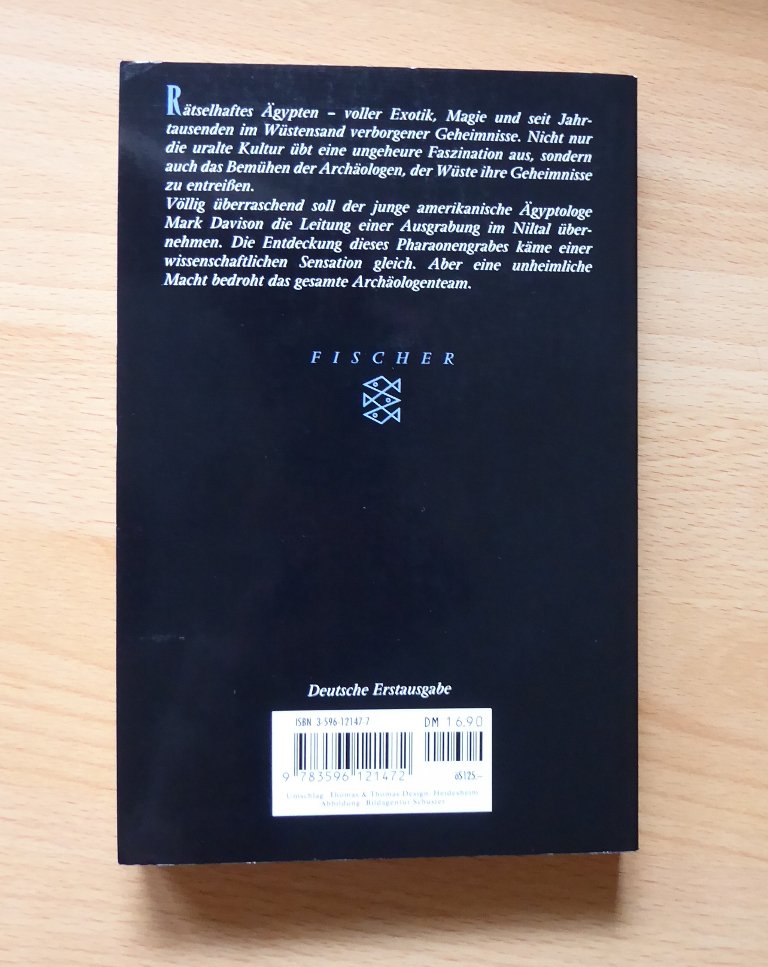 Rätselhaftes Ägypten – voller Exotik, Magie und seit Jahr-
tausenden im Wüstensand verborgener Geheimnisse. Nicht nur
die uralte Kultur übt eine ungeheure Faszination aus, sondern
auch das Bemühen der Archäologen, der Wüste ihre Geheimnisse
zu entreißen.
Völlig überraschend soll der junge amerikanische Ägyptologe
Mark Davison die Leitung einer Ausgrabung im Niltal über-
nehmen. Die Entdeckung dieses Pharaonengrabes käme einer
wissenschaftlichen Sensation gleich. Aber eine unheimliche
Macht bedroht das gesamte Archäologenteam.
FISCHER
Deutsche Erstausgabe
ISBN 3-596-12147-7 DM 16.90
9 783596 121472 öS 125,–
Umschlag: Thomas & Thomas Design, Heidesheim
Abbildung: Bildagentur Schuster